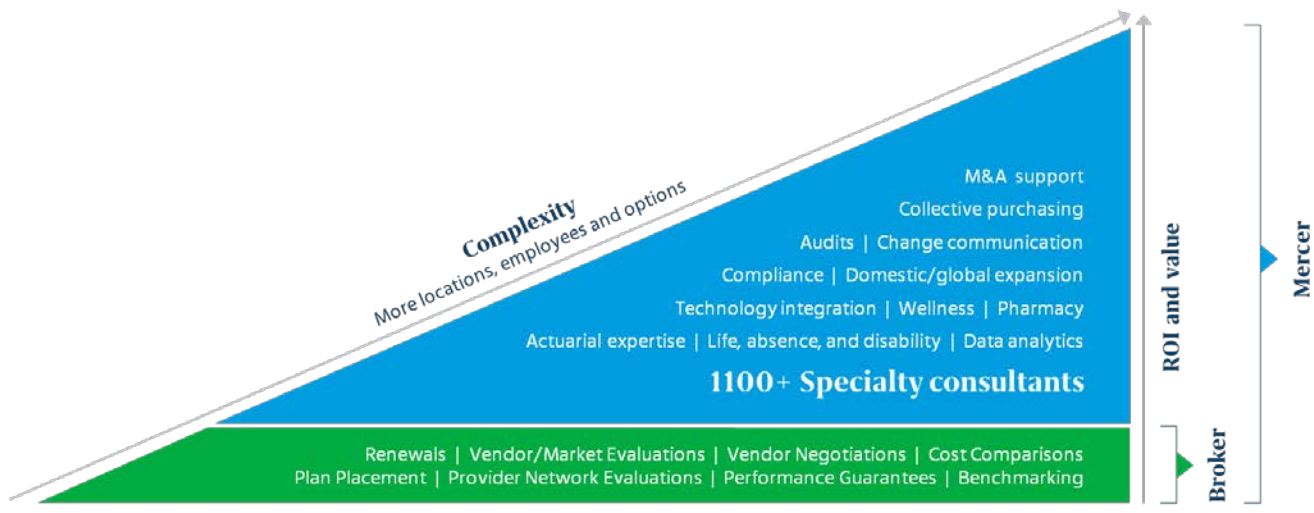 Complexity
More locations, employees and options
M&A support
Collective purchasing
Audits | Change communication
Compliance | Domestic/global expansion
Technology integration | Wellness | Pharmacy
Actuarial expertise | Life, absence, and disability | Data analytics
1100+ Specialty consultants
Renewals | Vendor/Market Evaluations | Vendor Negotiations | Cost Comparisons
Plan Placement | Provider Network Evaluations | Performance Guarantees | Benchmarking
ROI and value
Broker
Mercer